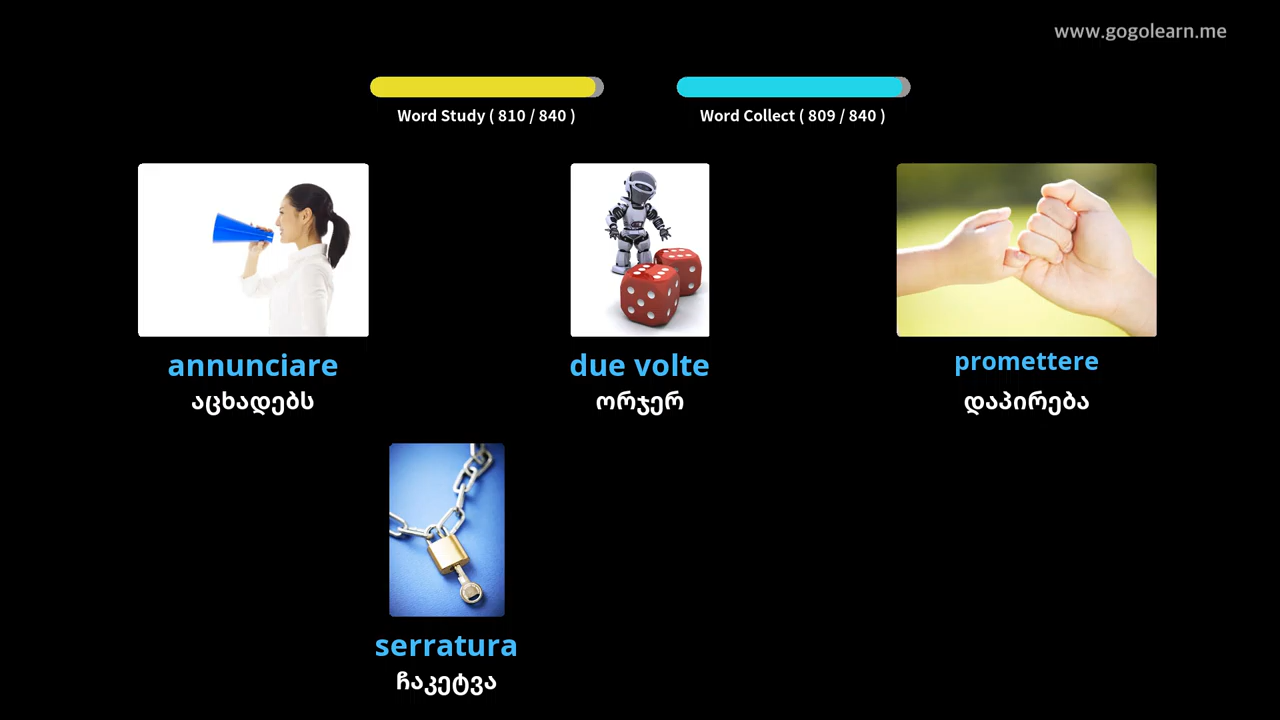 www.gogolearn.me
Word Study ( 810 / 840 )
Word Collect ( 809 / 840 )
annunciare
აცხადებს
due volte
ორჯერ
promettere
დაპირება
serratura
ჩაკეტვა